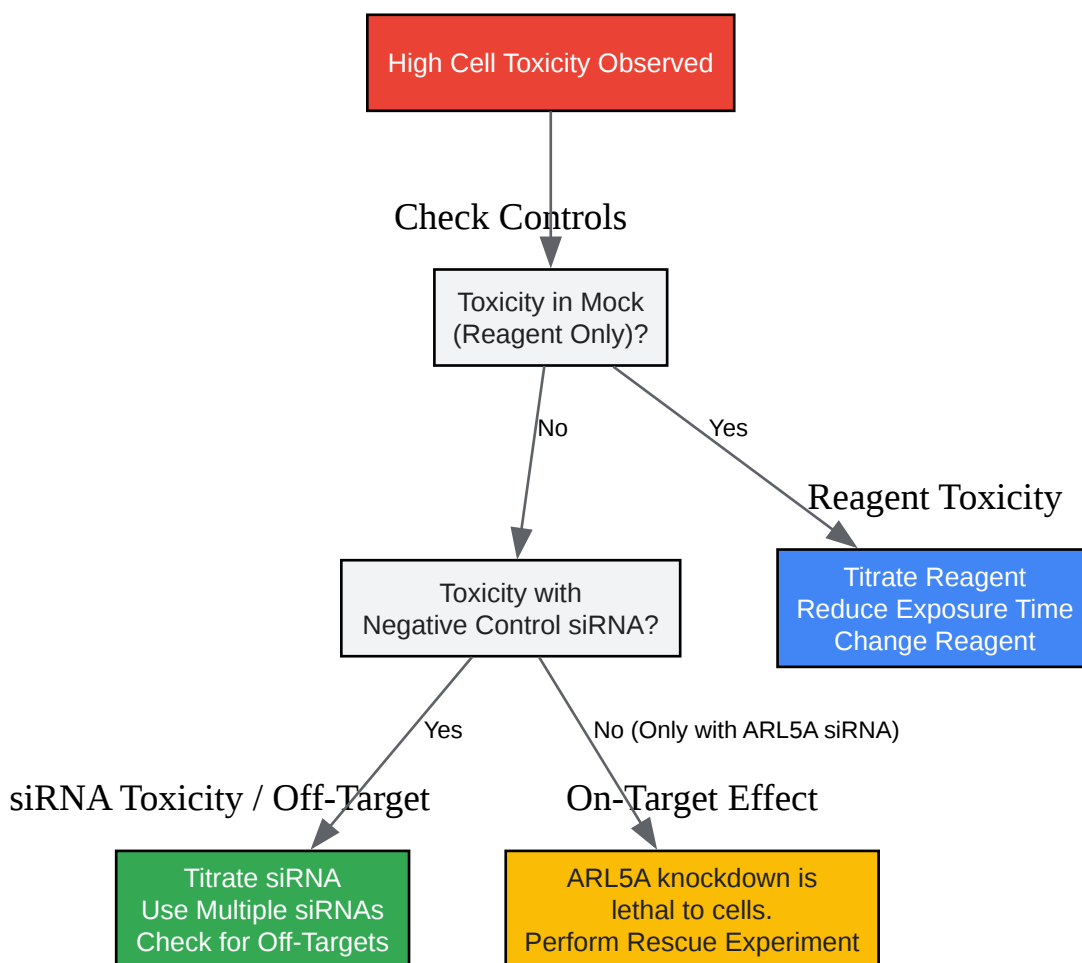 High Cell Toxicity Observed
Check Controls
Toxicity in Mock
(Reagent Only)?
No
Yes
Reagent Toxicity
Toxicity with
Negative Control siRNA?
Titrate Reagent
Reduce Exposure Time
Change Reagent
Yes
No (Only with ARL5A siRNA)
siRNA Toxicity / Off-Target
On-Target Effect
Titrate siRNA
Use Multiple siRNAs
Check for Off-Targets
ARL5A knockdown is
lethal to cells.
Perform Rescue Experiment